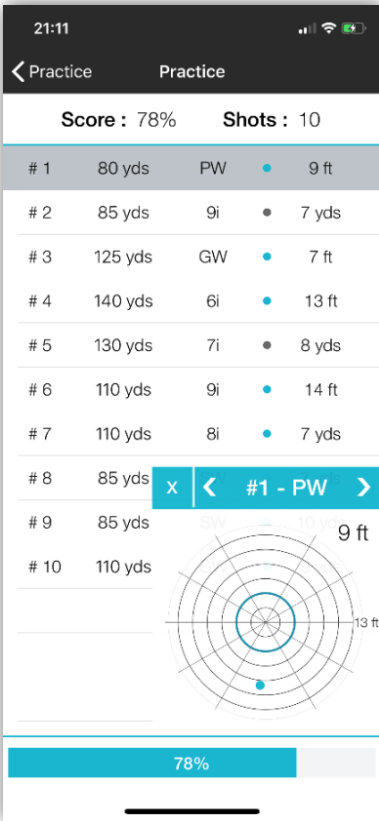 21:11
Practice Practice
Score : 78% Shots : 10
# 1 80 yds PW 9 ft
# 2 85 yds 9i 7 yds
# 3 125 yds GW 7 ft
# 4 140 yds 6i 13 ft
# 5 130 yds 7i 8 yds
# 6 110 yds 9i 14 ft
# 7 110 yds 8i 7 yds
# 8 85 yds
X #1 - PW
# 9 85 yds SW 10 yds
9 ft
# 10 110 yds
13 ft
78%